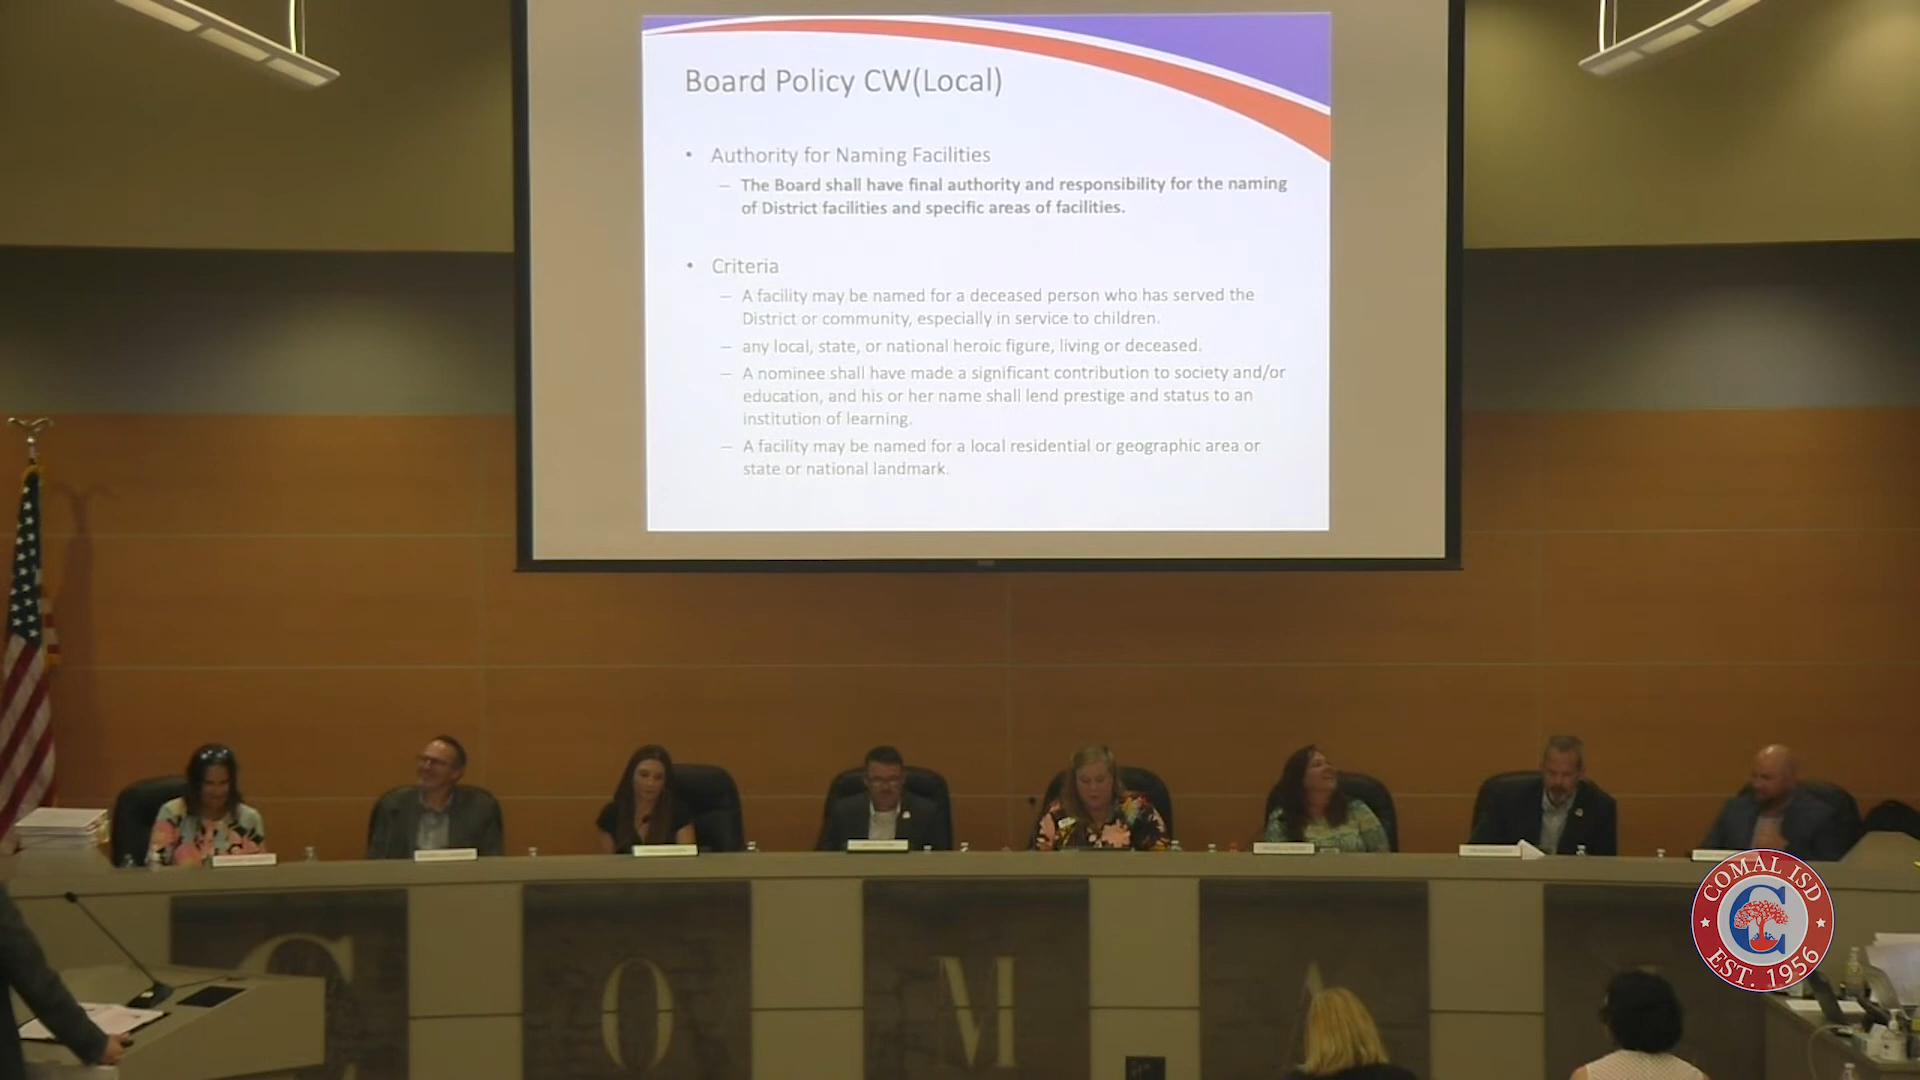 Board Policy CW(Local)
• Authority for Naming Facilities
– The Board shall have final authority and responsibility for the naming
of District facilities and specific areas of facilities.
• Criteria
– A facility may be named for a deceased person who has served the
District or community, especially in service to children.
– any local, state, or national heroic figure, living or deceased.
– A nominee shall have made a significant contribution to society and/or
education, and his or her name shall lend prestige and status to an
institution of learning.
– A facility may be named for a local residential or geographic area or
state or national landmark.
C O M A
COMAL ISD
C
EST. 1956